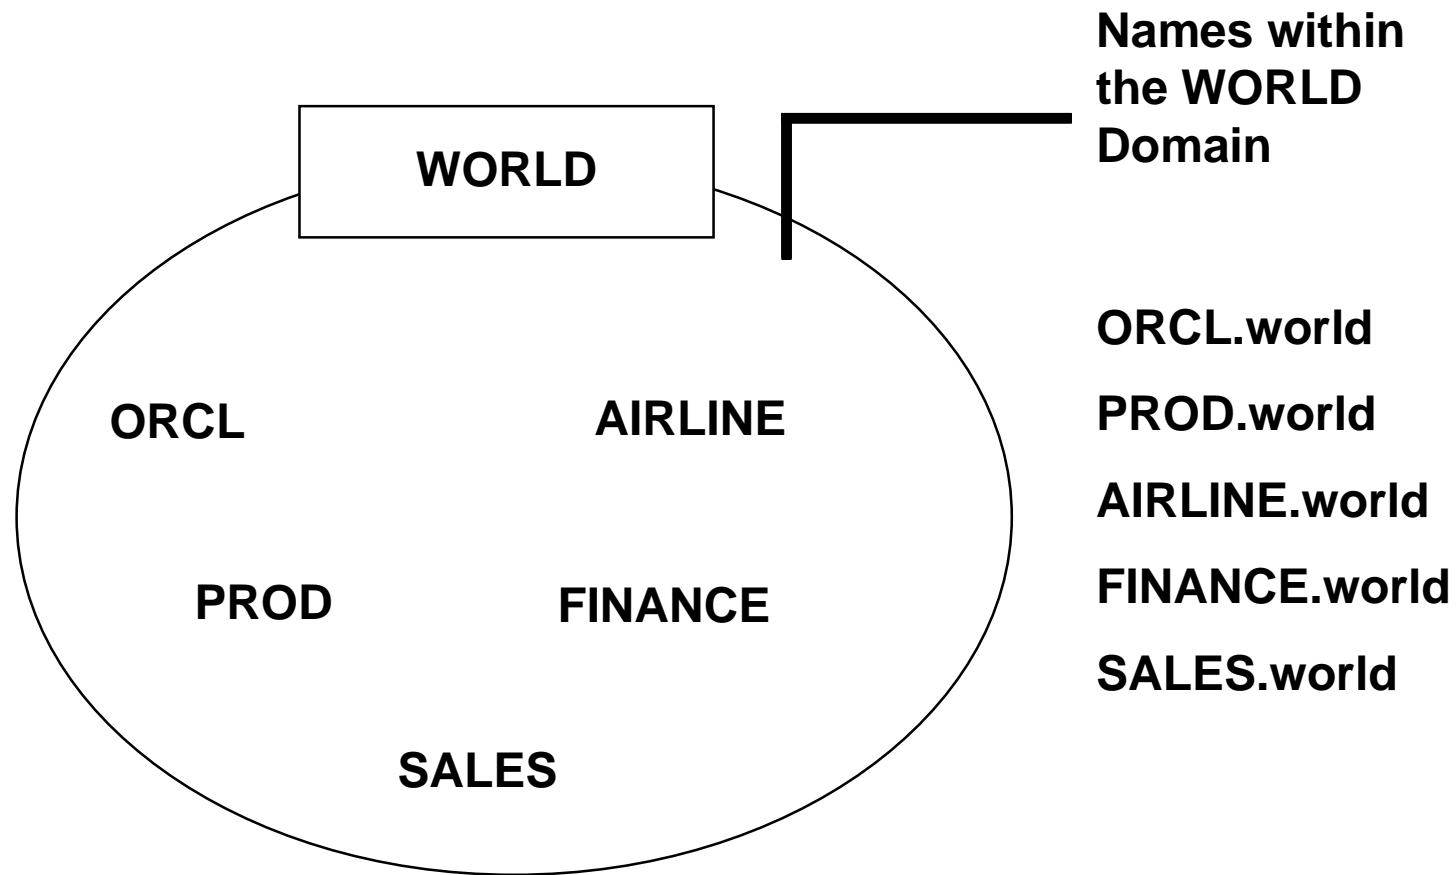 Names within
the WORLD
Domain
WORLD
ORCL
AIRLINE
PROD
FINANCE
SALES
ORCL.world
PROD.world
AIRLINE.world
FINANCE.world
SALES.world